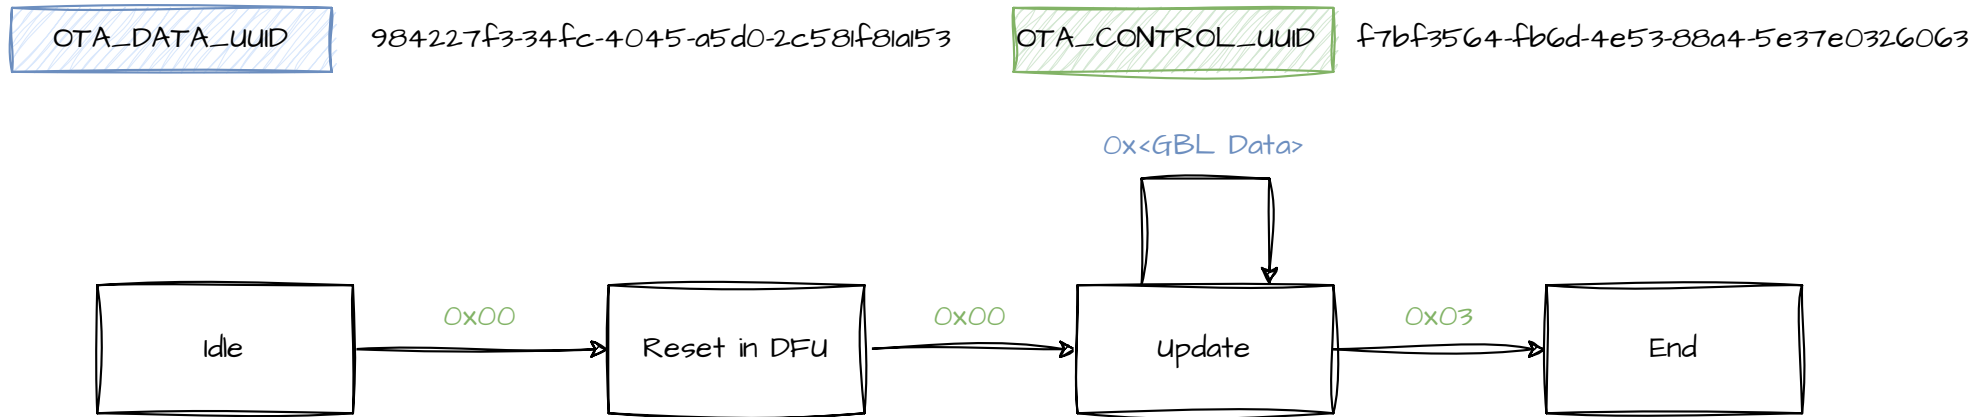 OTA_DATA_UUID 984227f3-34fc-4045-a5d0-2c581f81a153 OTA_CONTROL_UUID f7bf3564-fb6d-4e53-88a4-5e37e0326063
0x<GBL Data>
0x00 0x00 0x03
Idle Reset in DFU Update End